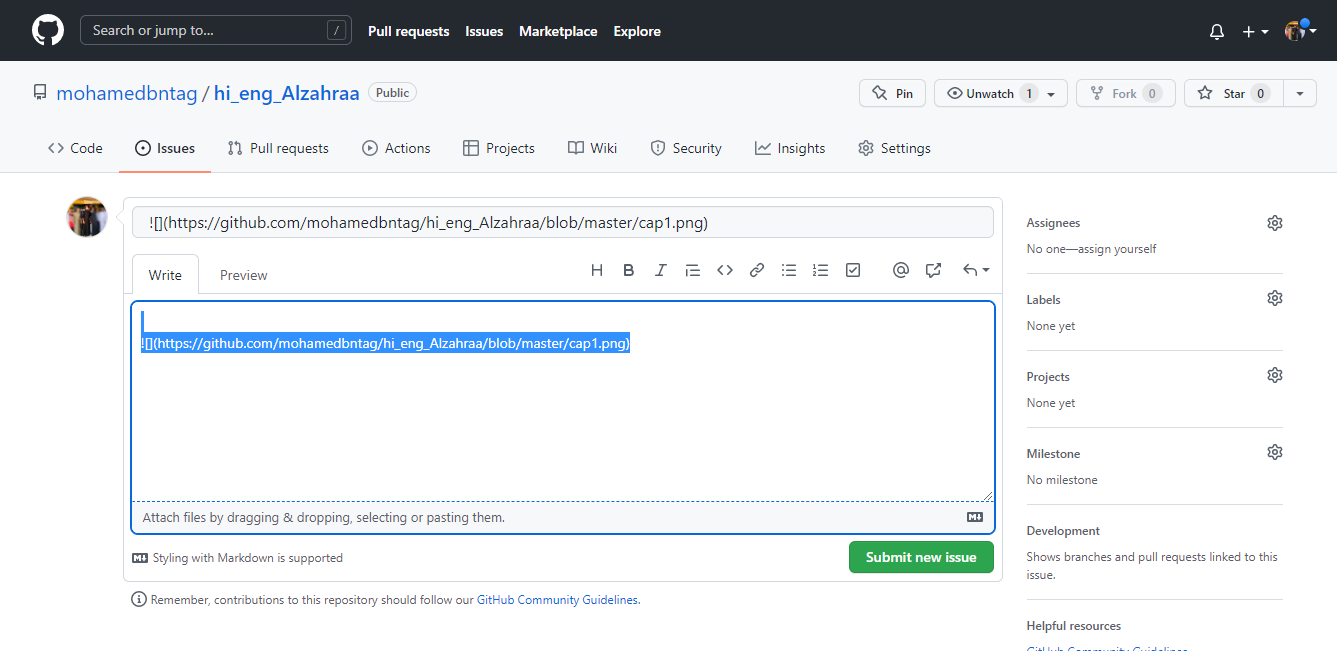 Search or jump to... /
Pull requests Issues Marketplace Explore
mohamedbntag / hi_eng_Alzahraa Public
Pin Unwatch 1 Fork 0 Star 0
Code Issues Pull requests Actions Projects Wiki Security Insights Settings
![](https://github.com/mohamedbntag/hi_eng_Alzahraa/blob/master/cap1.png)
Write Preview
![](https://github.com/mohamedbntag/hi_eng_Alzahraa/blob/master/cap1.png)
Attach files by dragging & dropping, selecting or pasting them.
Styling with Markdown is supported
Submit new issue
Remember, contributions to this repository should follow our GitHub Community Guidelines.
Assignees
No one—assign yourself
Labels
None yet
Projects
None yet
Milestone
No milestone
Development
Shows branches and pull requests linked to this
issue.
Helpful resources
GitHub Community Guidelines